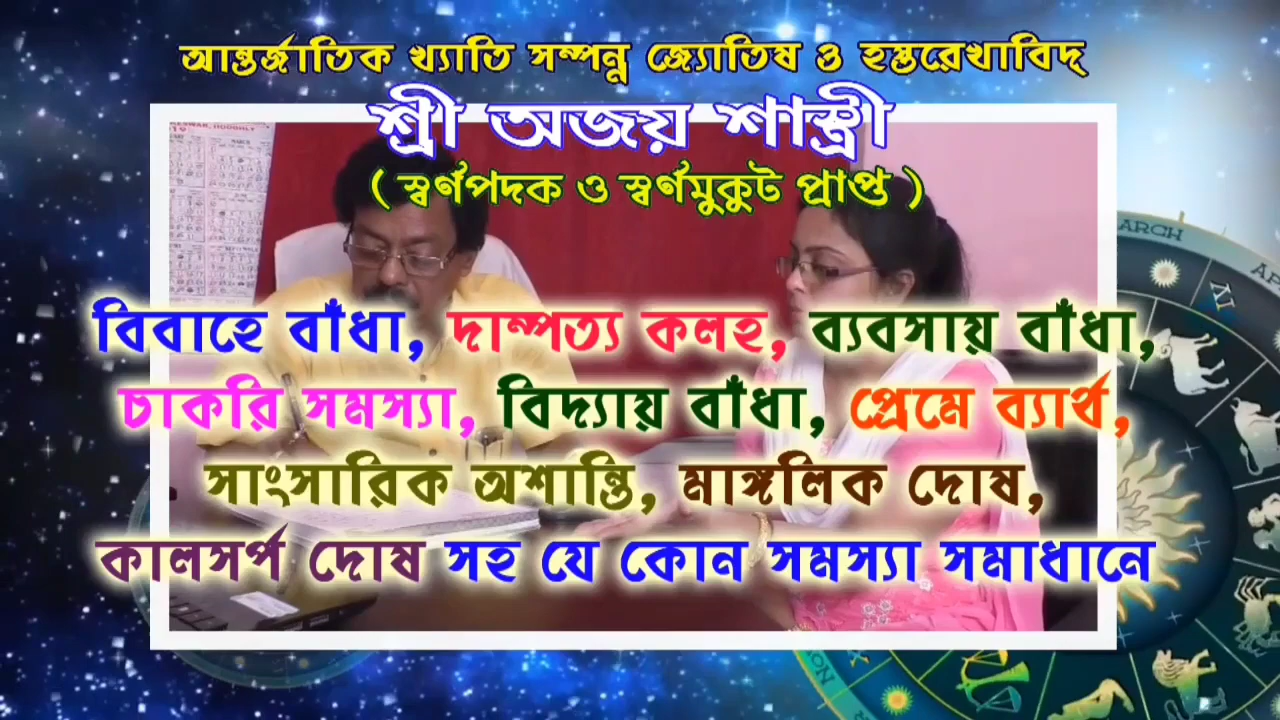 আন্তর্জাতিক খ্যাতি সম্পন্ন জ্যোতিষ ও হস্তরেখাবিদ্
শ্রী অজয় শাস্ত্রী
( স্বর্ণপদক ও স্বর্ণমুকুট প্রাপ্ত )
বিবাহে বাঁধা, দাম্পত্য কলহ, ব্যবসায় বাঁধা,
চাকরি সমস্যা, বিদ্যায় বাঁধা, প্রেমে ব্যার্থ,
সাংসারিক অশান্তি, মাঙ্গলিক দোষ,
কালসর্প দোষ সহ যে কোন সমস্যা সমাধানে
MARCH